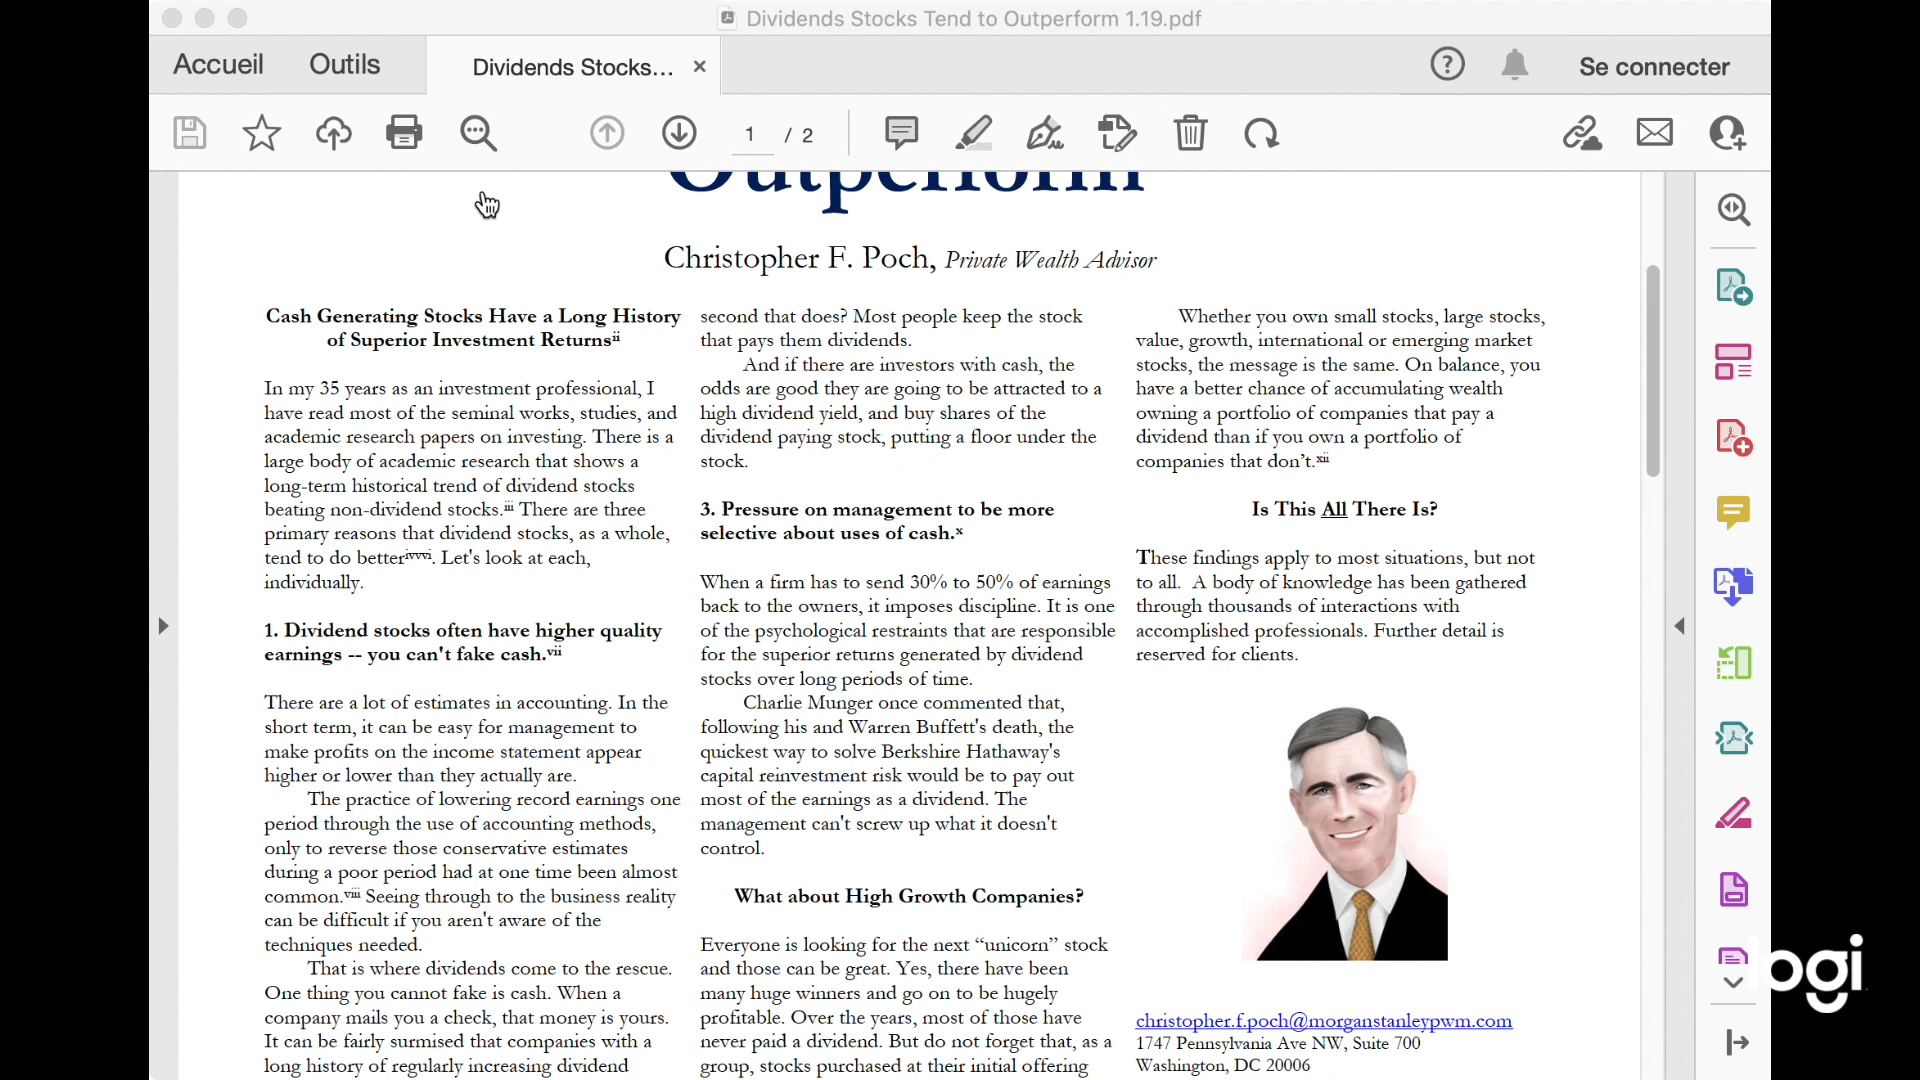 Dividends Stocks Tend to Outperform 1.19.pdf
Accueil
Outils
Dividends Stocks...
Se connecter
1 / 2
Outperform
Christopher F. Poch, Private Wealth Advisor
Cash Generating Stocks Have a Long History
of Superior Investment Returnsii
In my 35 years as an investment professional, I
have read most of the seminal works, studies, and
academic research papers on investing. There is a
large body of academic research that shows a
long-term historical trend of dividend stocks
beating non-dividend stocks.iii There are three
primary reasons that dividend stocks, as a whole,
tend to do betterivvvi. Let's look at each,
individually.
1. Dividend stocks often have higher quality
earnings -- you can't fake cash.vii
There are a lot of estimates in accounting. In the
short term, it can be easy for management to
make profits on the income statement appear
higher or lower than they actually are.
The practice of lowering record earnings one
period through the use of accounting methods,
only to reverse those conservative estimates
during a poor period had at one time been almost
common.viii Seeing through to the business reality
can be difficult if you aren't aware of the
techniques needed.
That is where dividends come to the rescue.
One thing you cannot fake is cash. When a
company mails you a check, that money is yours.
It can be fairly surmised that companies with a
long history of regularly increasing dividend
second that does? Most people keep the stock
that pays them dividends.
And if there are investors with cash, the
odds are good they are going to be attracted to a
high dividend yield, and buy shares of the
dividend paying stock, putting a floor under the
stock.
3. Pressure on management to be more
selective about uses of cash.x
When a firm has to send 30% to 50% of earnings
back to the owners, it imposes discipline. It is one
of the psychological restraints that are responsible
for the superior returns generated by dividend
stocks over long periods of time.
Charlie Munger once commented that,
following his and Warren Buffett's death, the
quickest way to solve Berkshire Hathaway's
capital reinvestment risk would be to pay out
most of the earnings as a dividend. The
management can't screw up what it doesn't
control.
What about High Growth Companies?
Everyone is looking for the next “unicorn” stock
and those can be great. Yes, there have been
many huge winners and go on to be hugely
profitable. Over the years, most of those have
never paid a dividend. But do not forget that, as a
group, stocks purchased at their initial offering
Whether you own small stocks, large stocks,
value, growth, international or emerging market
stocks, the message is the same. On balance, you
have a better chance of accumulating wealth
owning a portfolio of companies that pay a
dividend than if you own a portfolio of
companies that don't.xii
Is This All There Is?
These findings apply to most situations, but not
to all. A body of knowledge has been gathered
through thousands of interactions with
accomplished professionals. Further detail is
reserved for clients.
christopher.f.poch@morganstanleypwm.com
1747 Pennsylvania Ave NW, Suite 700
Washington, DC 20006
ogi